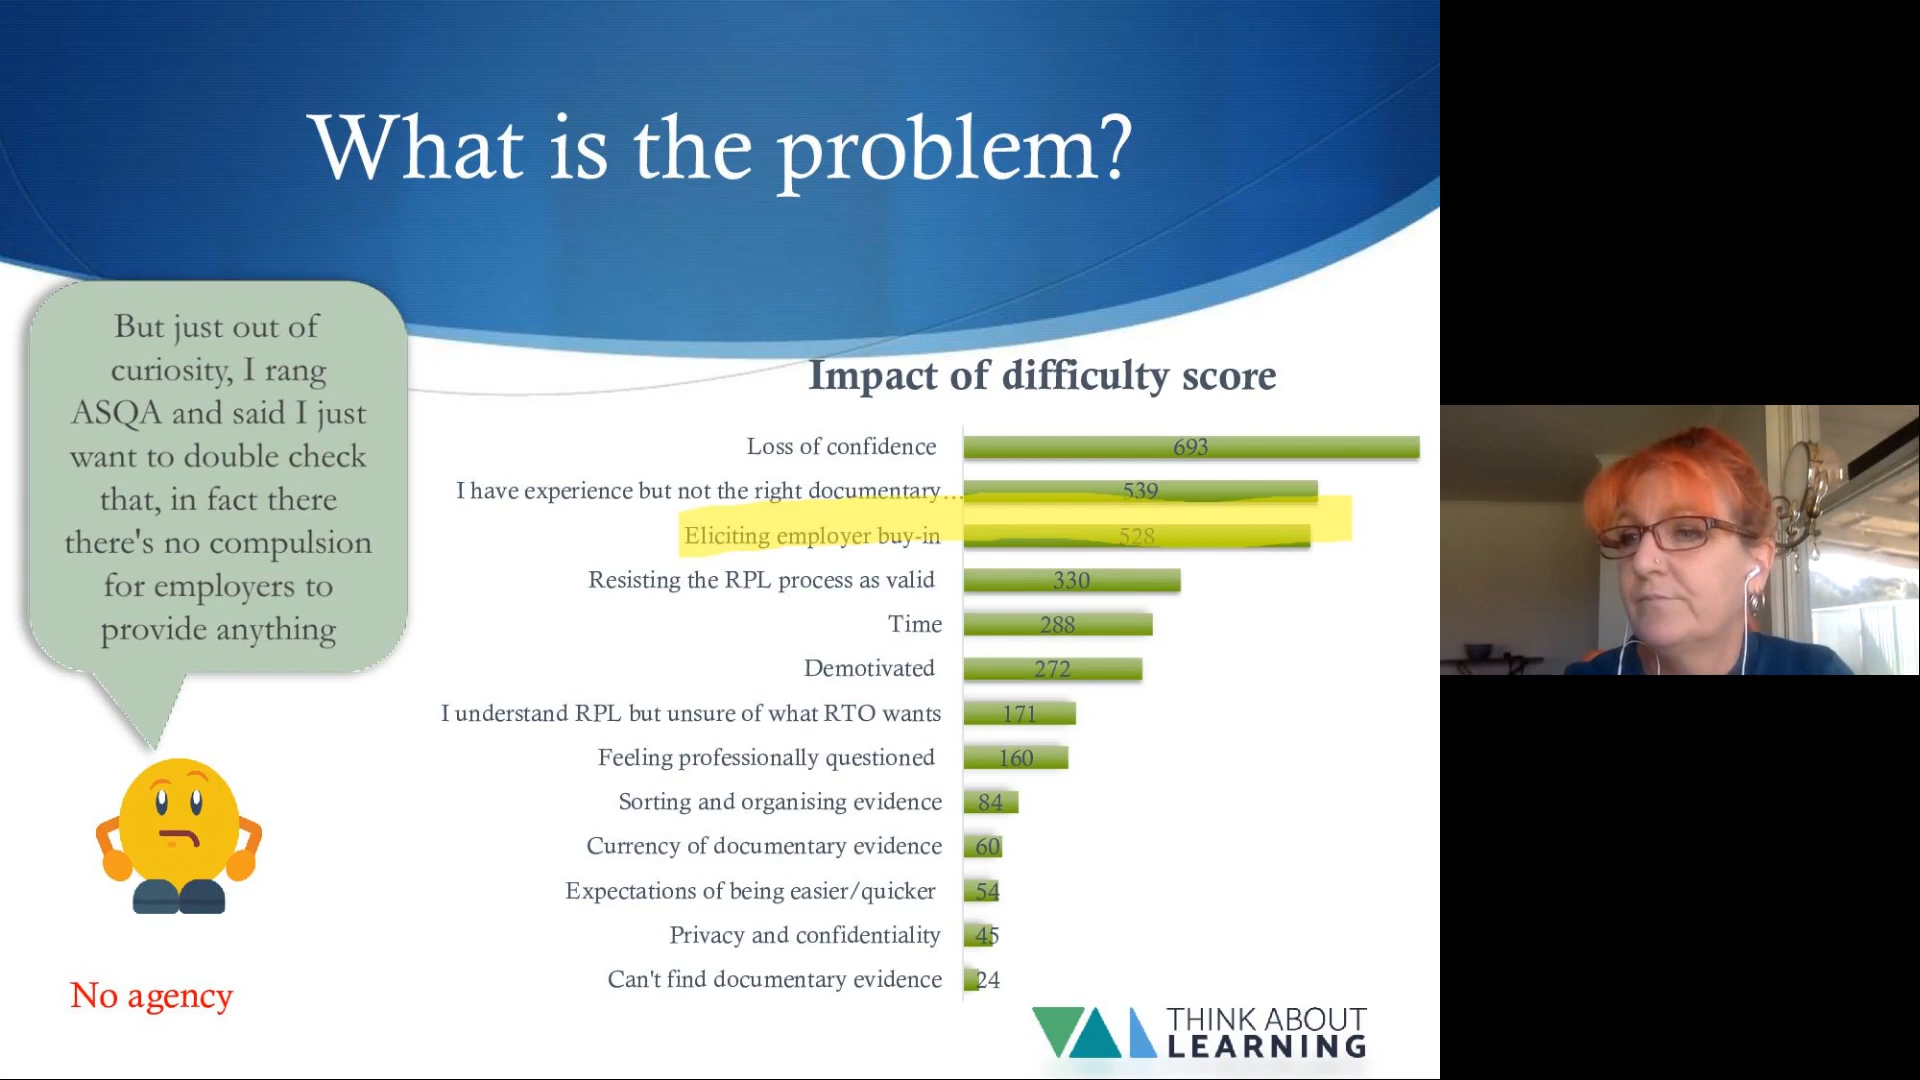 What is the problem?
But just out of
curiosity, I rang
ASQA and said I just
want to double check
that, in fact there
there's no compulsion
for employers to
provide anything
No agency
Impact of difficulty score
Loss of confidence 693
I have experience but not the right documentary... 539
Eliciting employer buy-in 528
Resisting the RPL process as valid 330
Time 288
Demotivated 272
I understand RPL but unsure of what RTO wants 171
Feeling professionally questioned 160
Sorting and organising evidence 84
Currency of documentary evidence 60
Expectations of being easier/quicker 54
Privacy and confidentiality 45
Can't find documentary evidence 24
THINK ABOUT
LEARNING